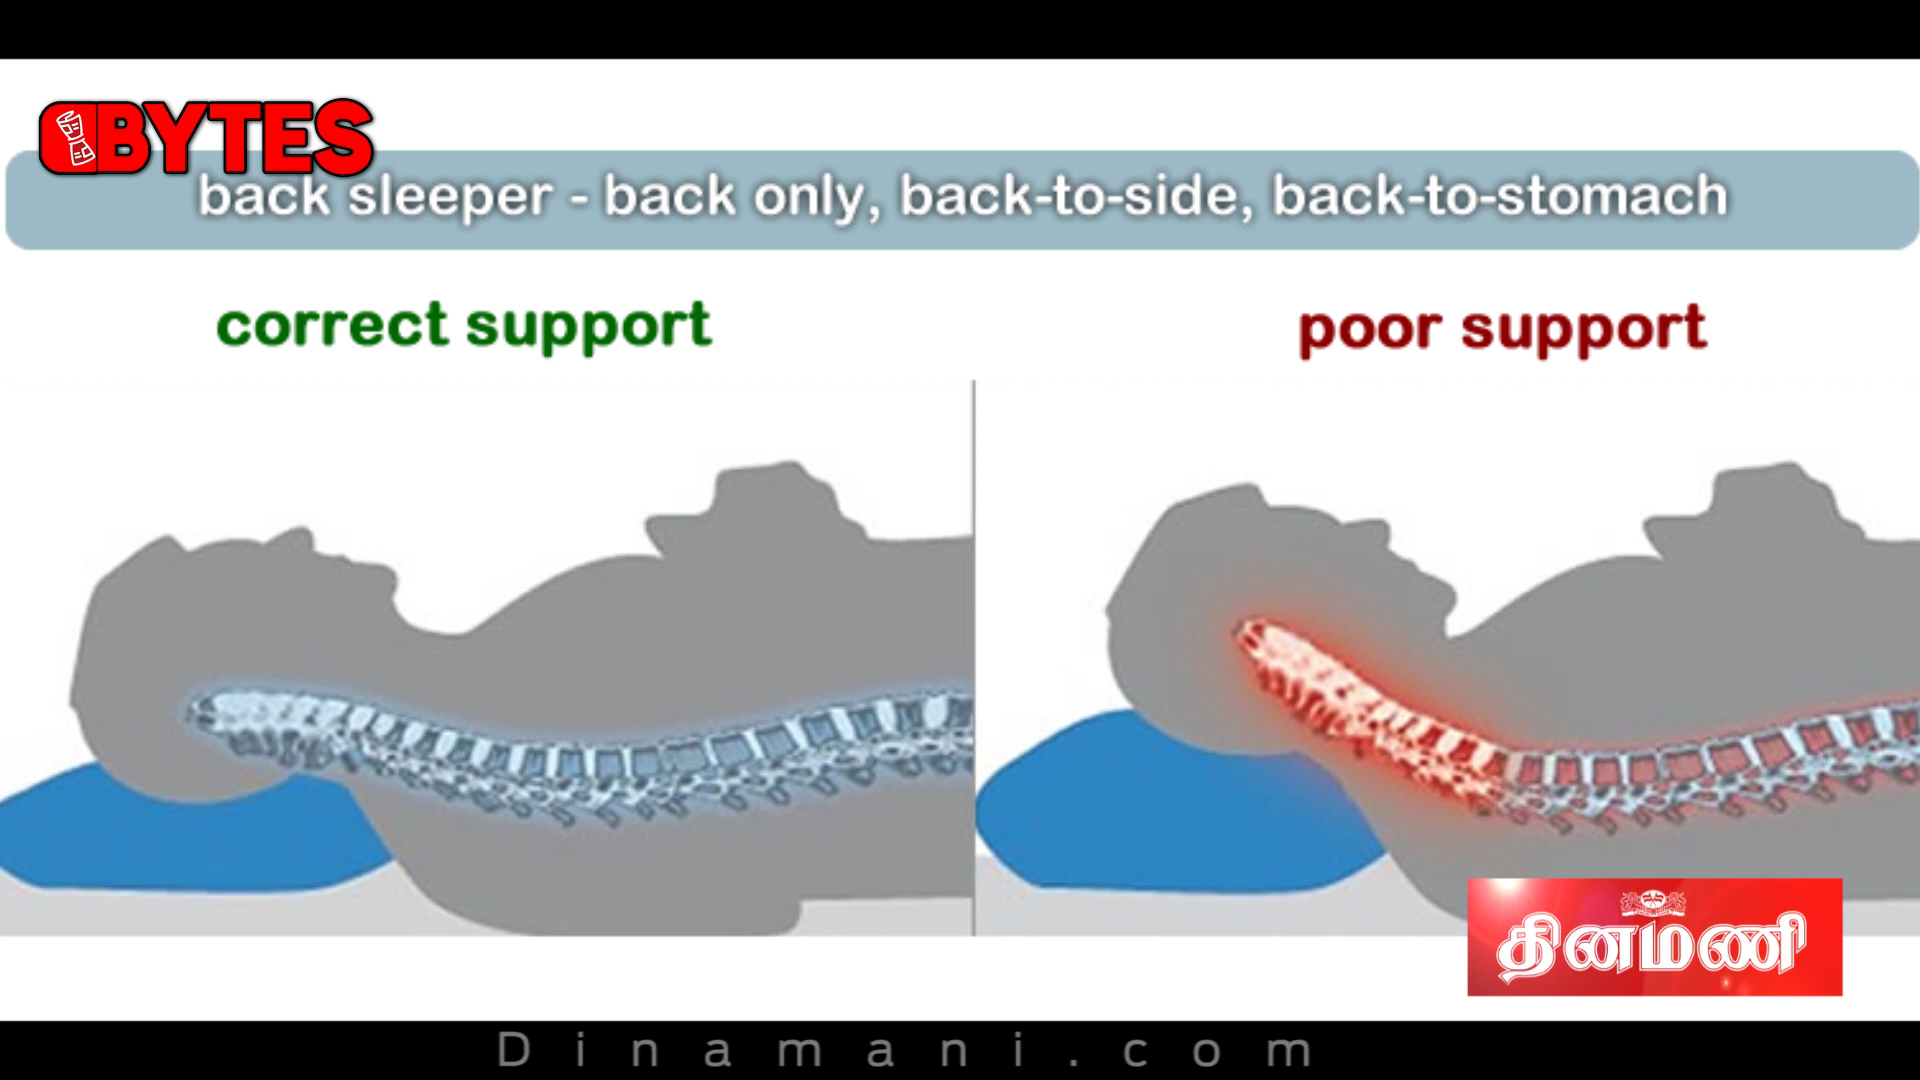 BYTES
back sleeper - back only, back-to-side, back-to-stomach
correct support
poor support
தினமணி
Dinamani.com